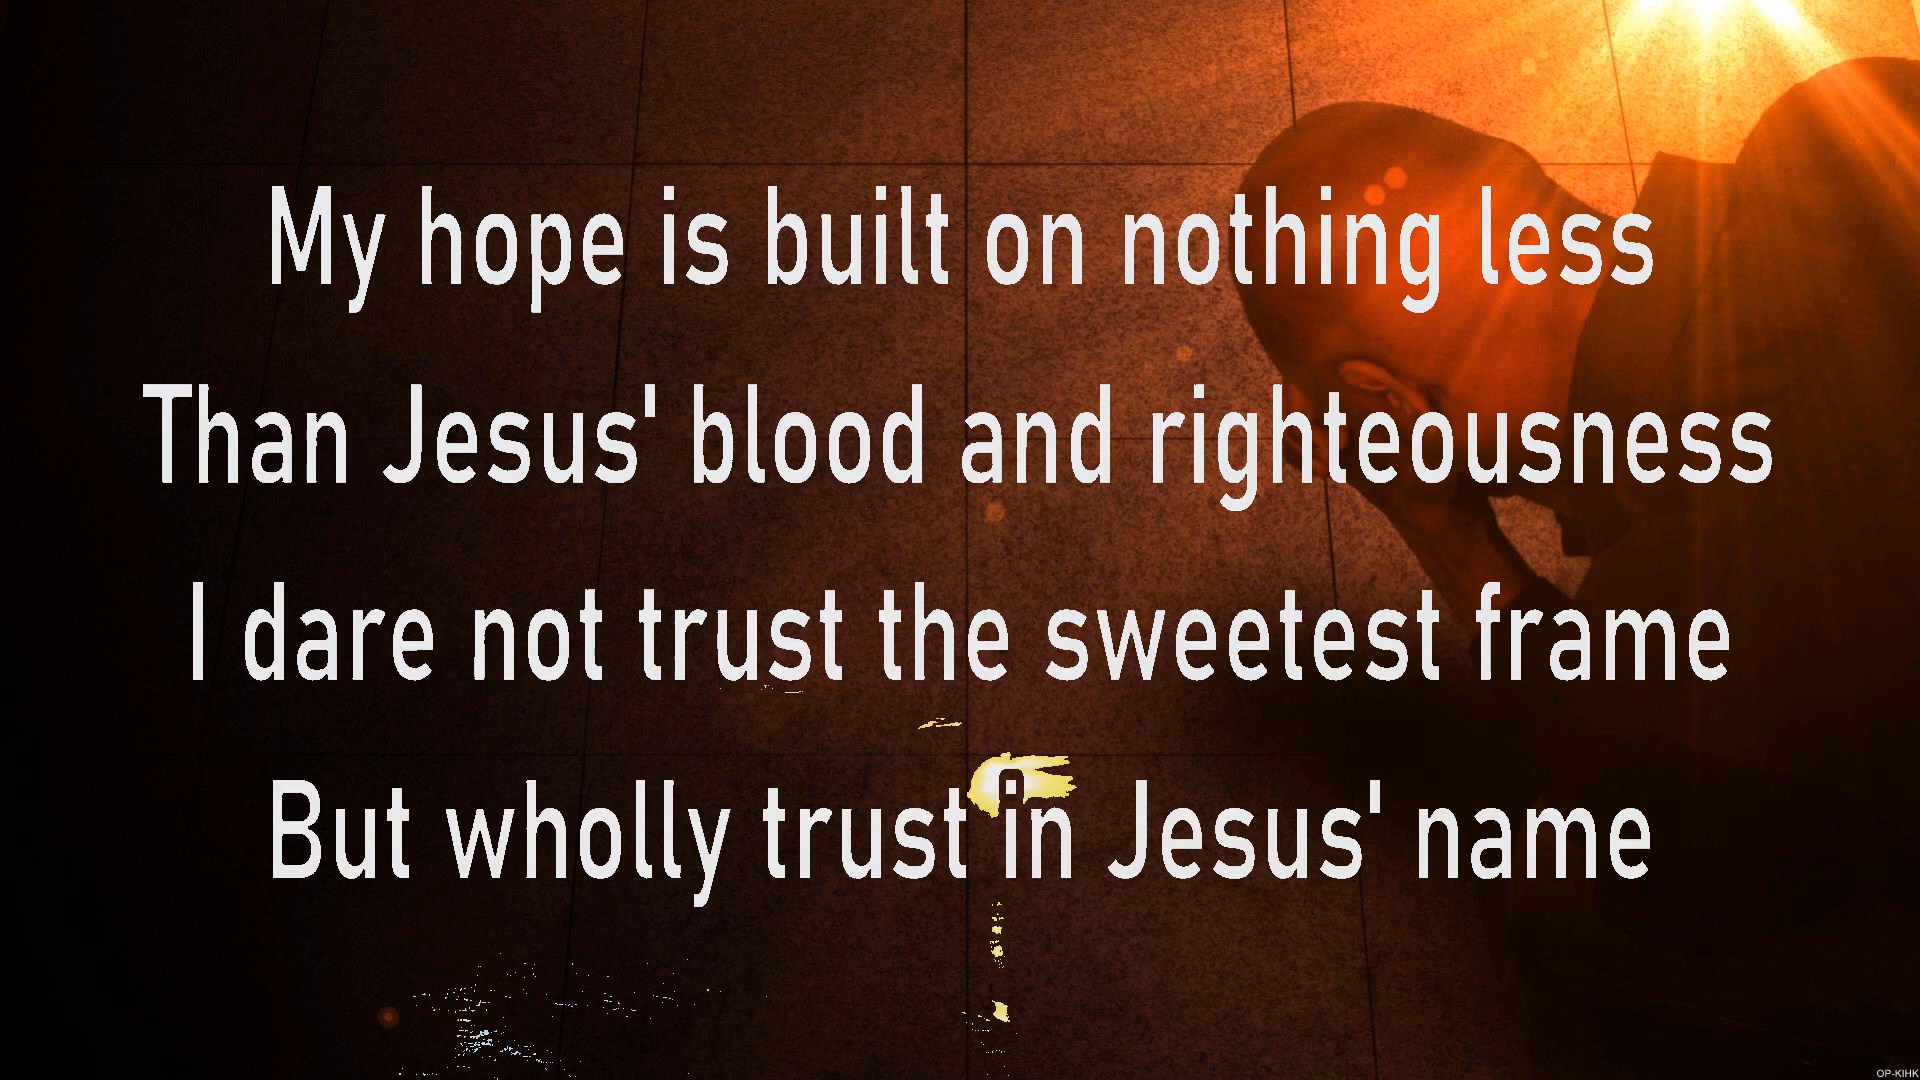 My hope is built on nothing less
Than Jesus' blood and righteousness
I dare not trust the sweetest frame
But wholly trust in Jesus' name
OP-KIHK